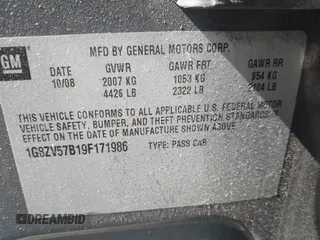 GM
MFD BY GENERAL MOTORS CORP.
DATE GVWR GAWR FRT GAWR RR
10/08 2007 KG 1053 KG 954 KG
4426 LB 2322 LB 2104 LB
THIS VEHICLE CONFORMS TO ALL APPLICABLE U.S. FEDERAL MOTOR
VEHICLE SAFETY, BUMPER, AND THEFT PREVENTION STANDARDS IN
EFFECT ON THE DATE OF MANUFACTURE SHOWN ABOVE.
1G8ZV57B19F171986 TYPE: PASS CAR
DREAMBID